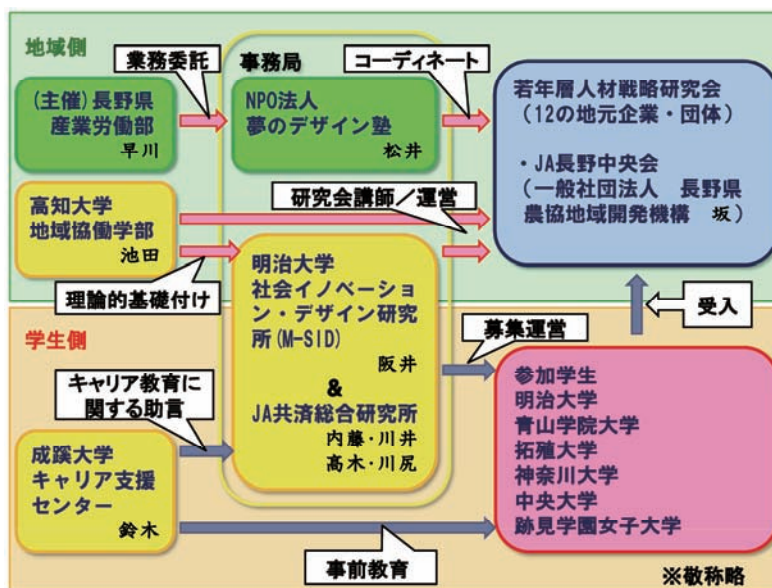 地域側
業務委託
事務局
コーディネート
(主催)長野県
産業労働部
早川
NPO法人
夢のデザイン塾
松井
若年層人材戦略研究会
(12の地元企業・団体)
・JA長野中央会
(一般社団法人 長野県
農協地域開発機構 坂)
高知大学
地域協働学部
池田
研究会講師/運営
理論的基礎付け
明治大学
社会イノベーショ
ン・デザイン研究
所(M-SID)
阪井
&
JA共済総合研究所
内藤・川井
高木・川尻
受入
学生側
募集運営
キャリア教育に
関する助言
成蹊大学
キャリア支援
センター
鈴木
参加学生
明治大学
青山学院大学
拓殖大学
神奈川大学
中央大学
跡見学園女子大学
事前教育
※敬称略